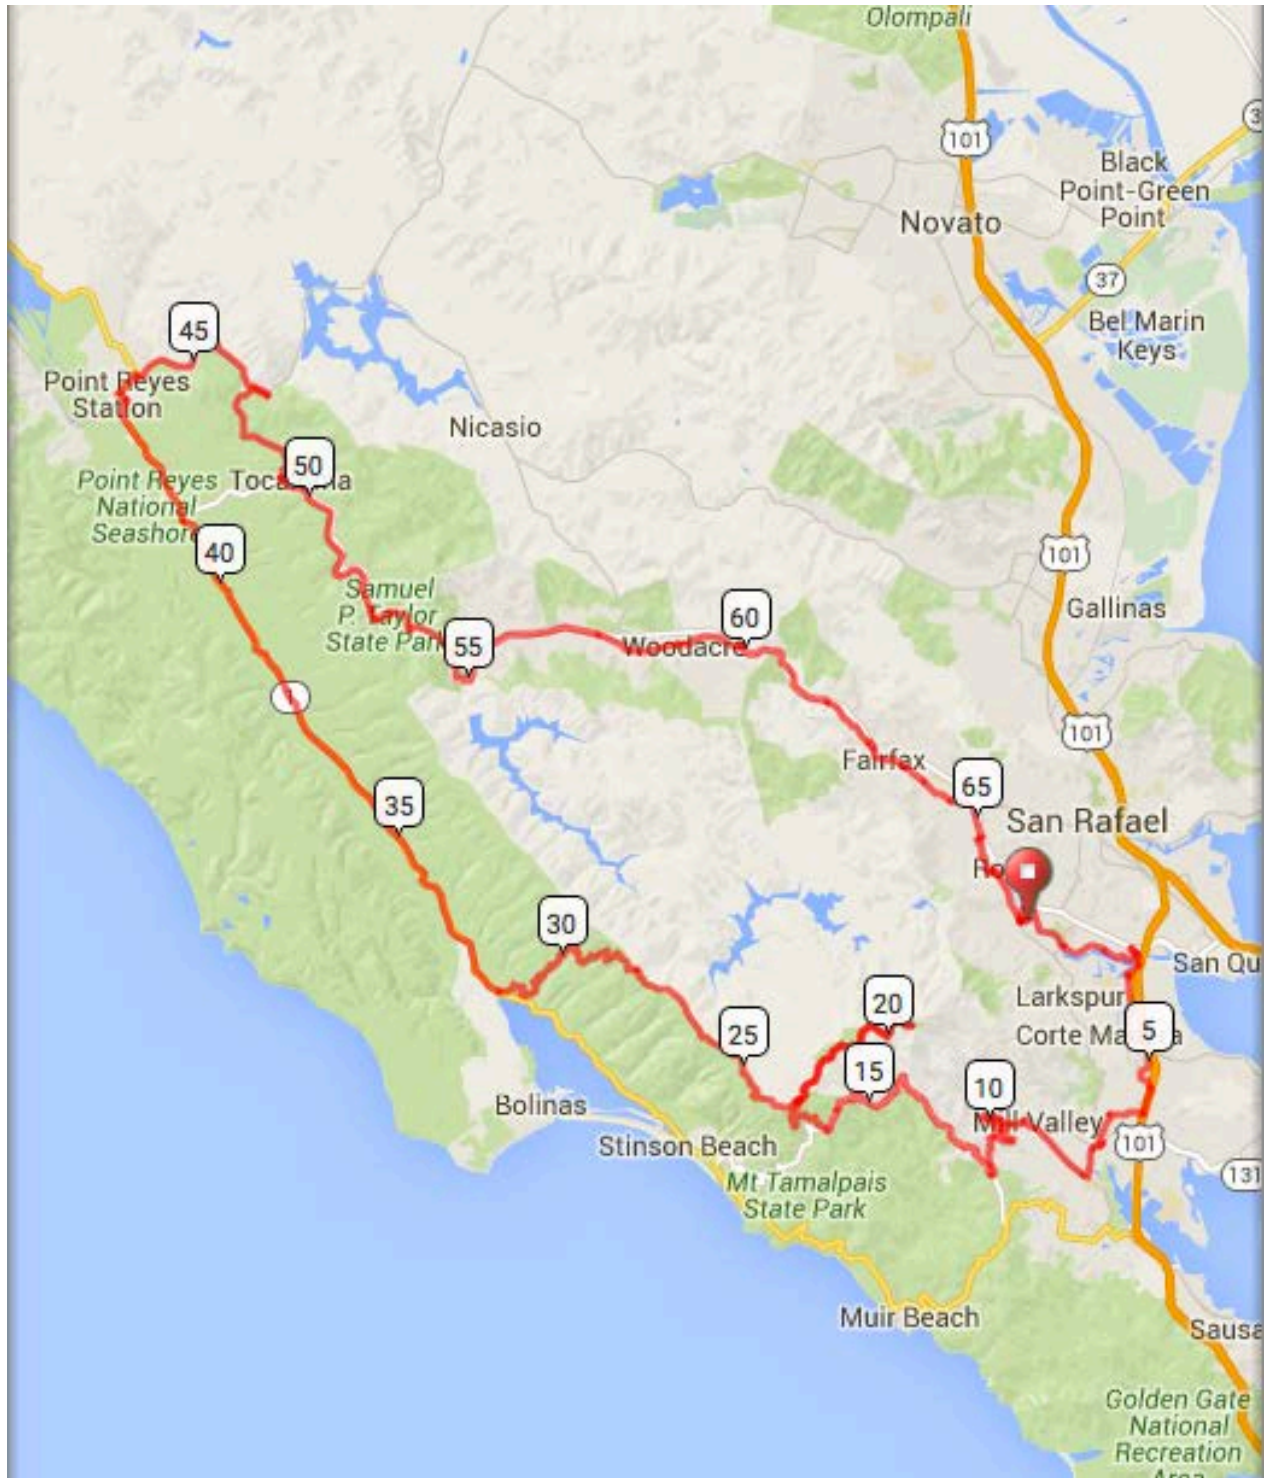 Olompali
101
3
Black
Point-Green
Point
Novato
37
Bel Marin
Keys
45
Point Reyes
Station
Nicasio
50
Point Reyes
National
Seashore
40
101
Samuel
P. Taylor
State Park
55
60
Woodacre
Gallinas
1
101
35
Fairfax
65
San Rafael
Ro
30
San Qu
Larkspur
20
5
25
Corte Ma a
15
10
Bolinas
Mill Valley
101
Stinson Beach
131
Mt Tamalpais
State Park
Muir Beach
Sausa
Golden Gate
National
Recreation
Area